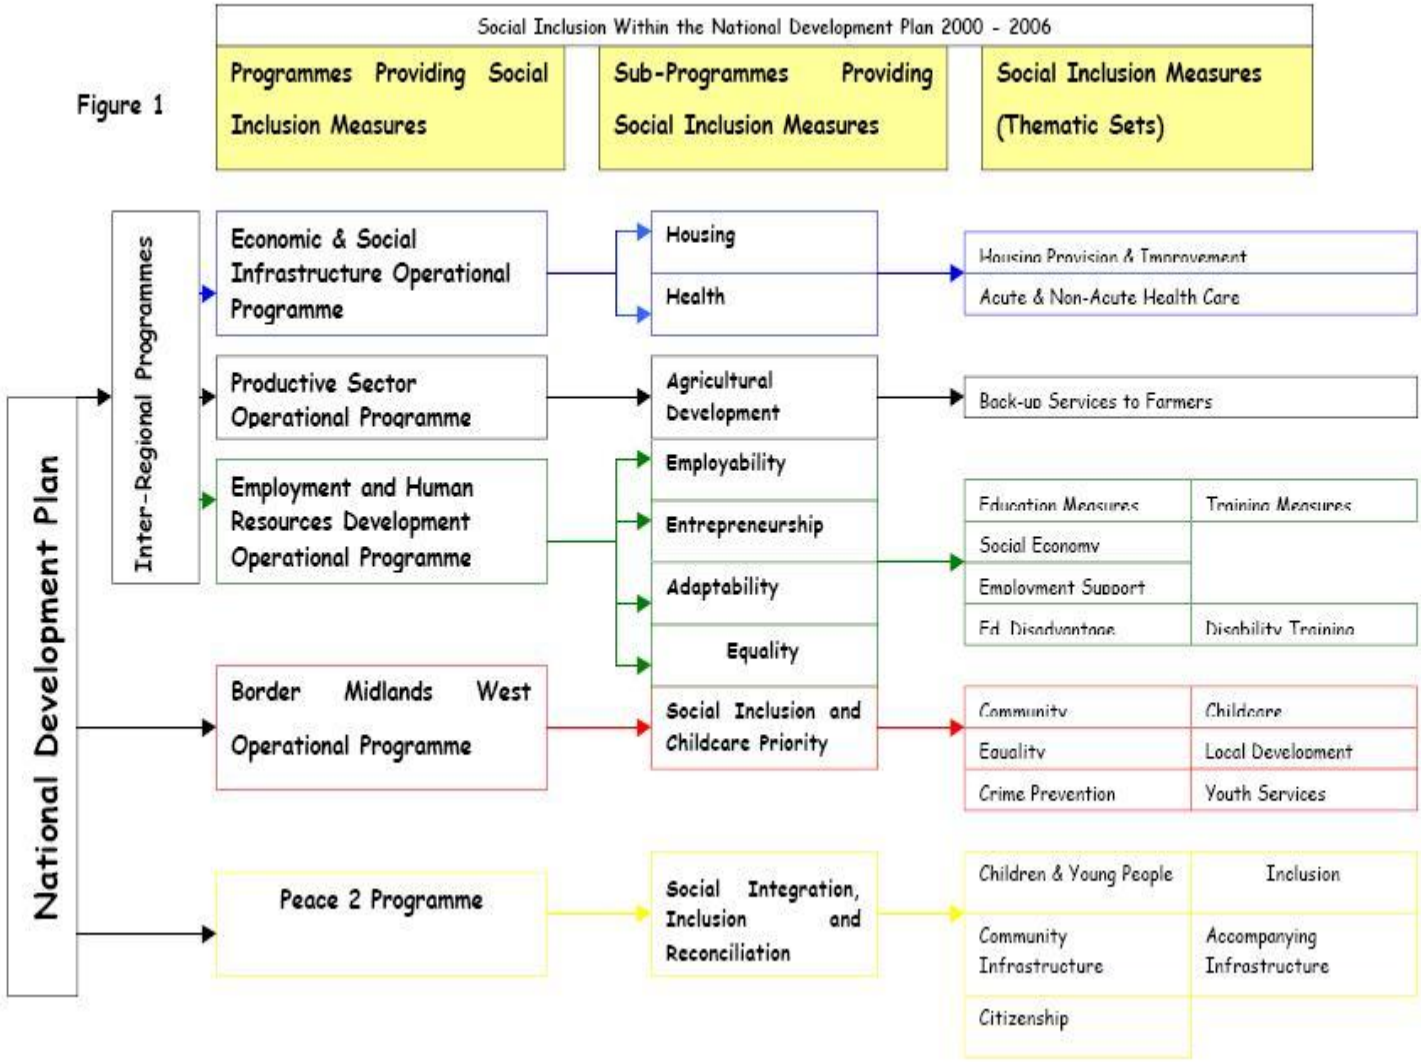 Social Inclusion Within the National Development Plan 2000 - 2006
Figure 1
Programmes Providing Social
Inclusion Measures
Sub-Programmes Providing
Social Inclusion Measures
Social Inclusion Measures
(Thematic Sets)
National Development Plan
Inter-Regional Programmes
Economic & Social
Infrastructure Operational
Programme
Housing
Health
Housing Provision & Improvement
Acute & Non-Acute Health Care
Productive Sector
Operational Programme
Agricultural
Development
Back-up Services to Farmers
Employment and Human
Resources Development
Operational Programme
Employability
Entrepreneurship
Adaptability
Equality
Education Measures
Training Measures
Social Economy
Employment Support
Ed. Disadvantage
Disability Training
Border Midlands West
Operational Programme
Social Inclusion and
Childcare Priority
Community
Childcare
Equality
Local Development
Crime Prevention
Youth Services
Peace 2 Programme
Social Integration,
Inclusion and
Reconciliation
Children & Young People
Inclusion
Community
Infrastructure
Accompanying
Infrastructure
Citizenship